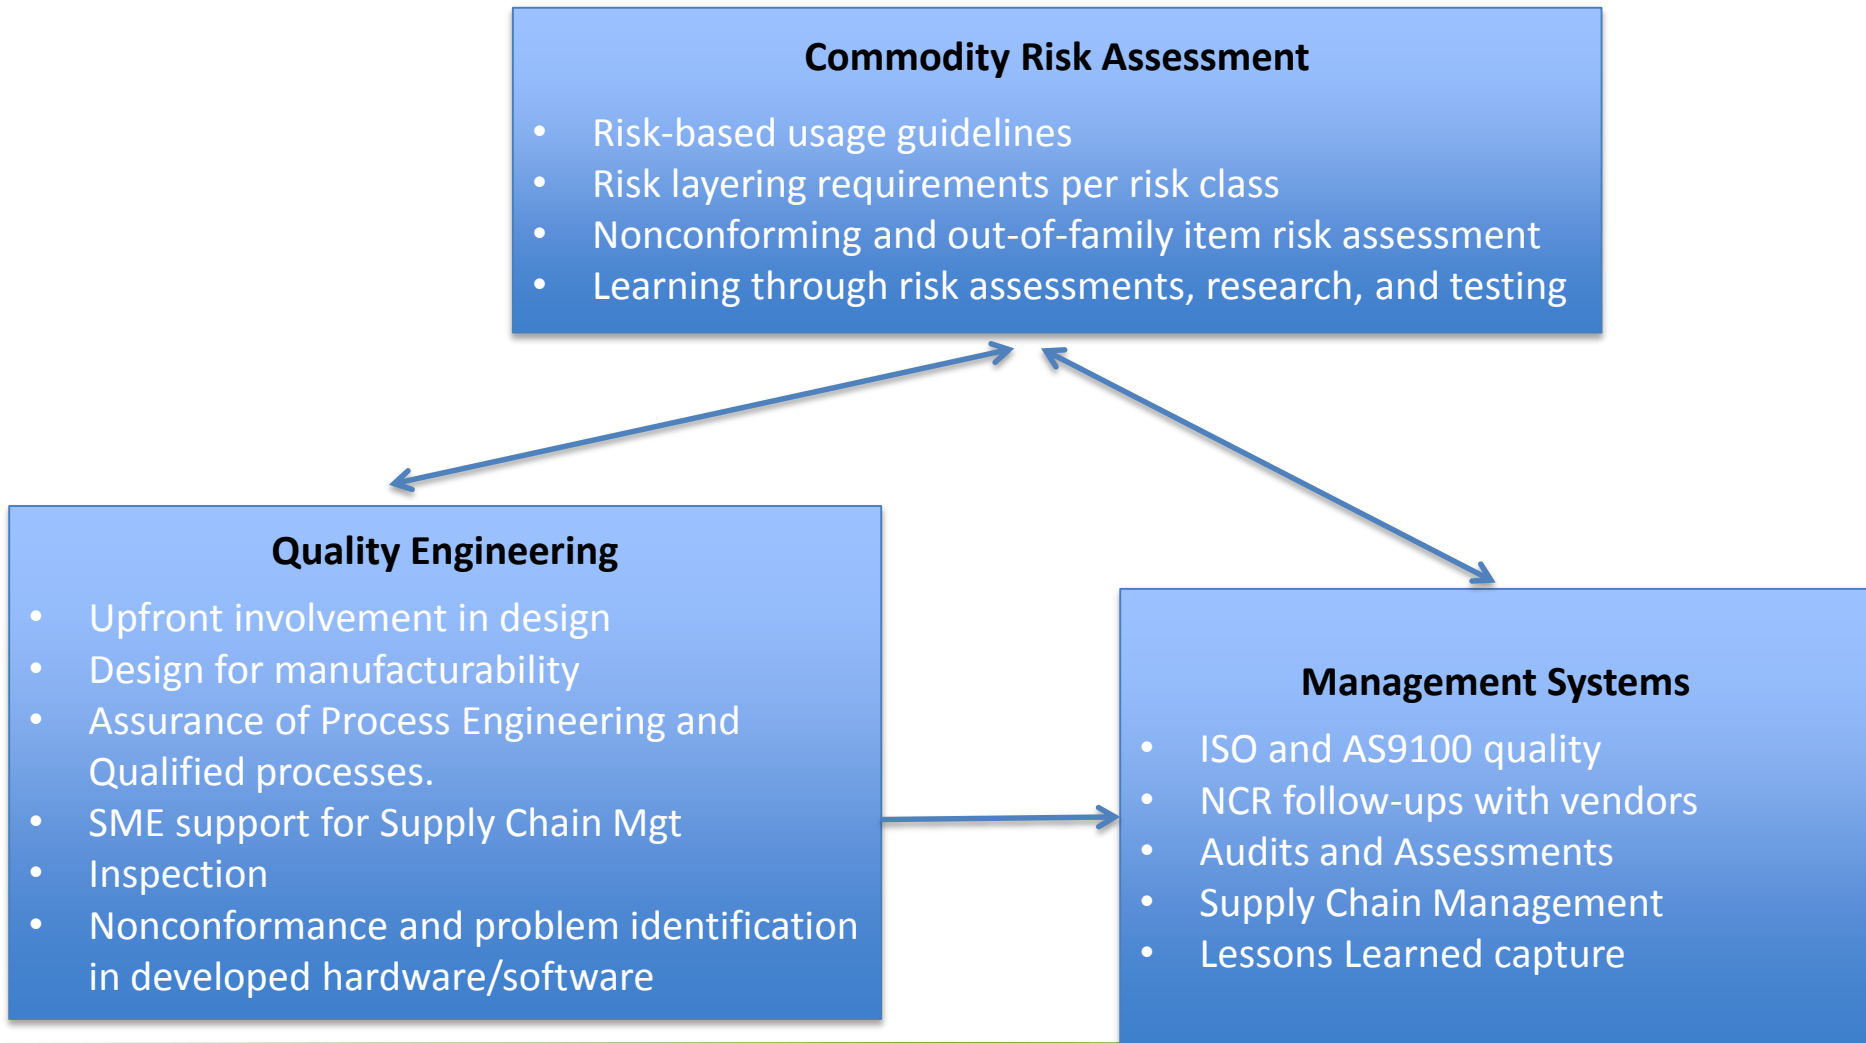 Commodity Risk Assessment
• Risk-based usage guidelines
• Risk layering requirements per risk class
• Nonconforming and out-of-family item risk assessment
• Learning through risk assessments, research, and testing
Quality Engineering
• Upfront involvement in design
• Design for manufacturability
• Assurance of Process Engineering and
Qualified processes.
• SME support for Supply Chain Mgt
• Inspection
• Nonconformance and problem identification
in developed hardware/software
Management Systems
• ISO and AS9100 quality
• NCR follow-ups with vendors
• Audits and Assessments
• Supply Chain Management
• Lessons Learned capture